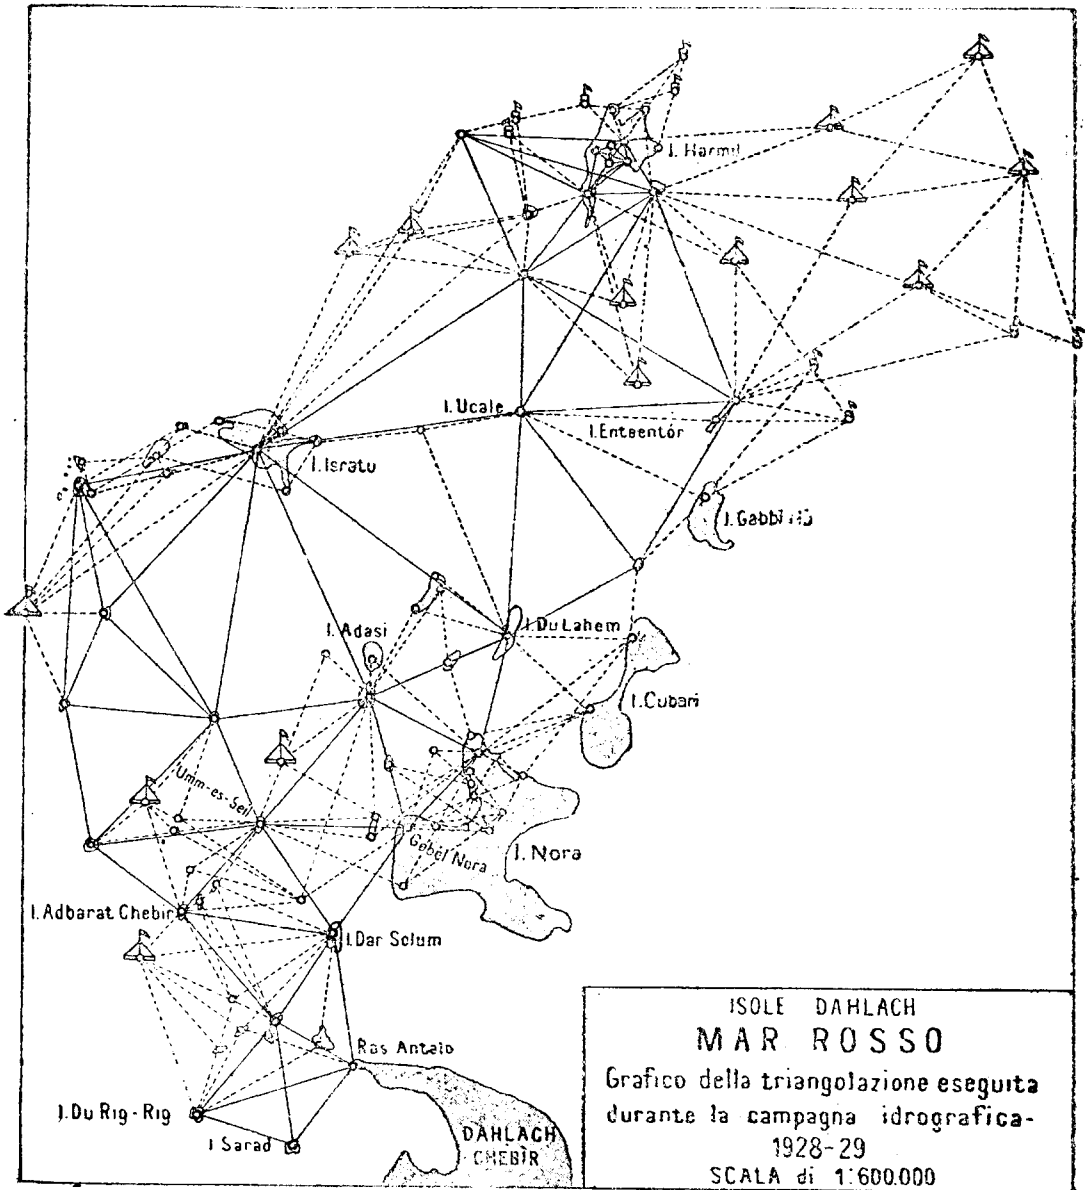 I. Harmil
I. Ucale
I. Enteentór
I. Isratu
I. Du Lahem
I. Adasi
I. Cubari
Umm-es-Seil
Gebel Nora
I. Nora
I. Adbarat Chebir
I. Dar Solum
Ras Antalo
I. Du Rig-Rig
I Sarad
DAHLACH
CHEBÌR
ISOLE DAHLACH
MAR ROSSO
Grafico della triangolazione eseguita
durante la campagna idrografica-
1928-29
SCALA di 1:600.000